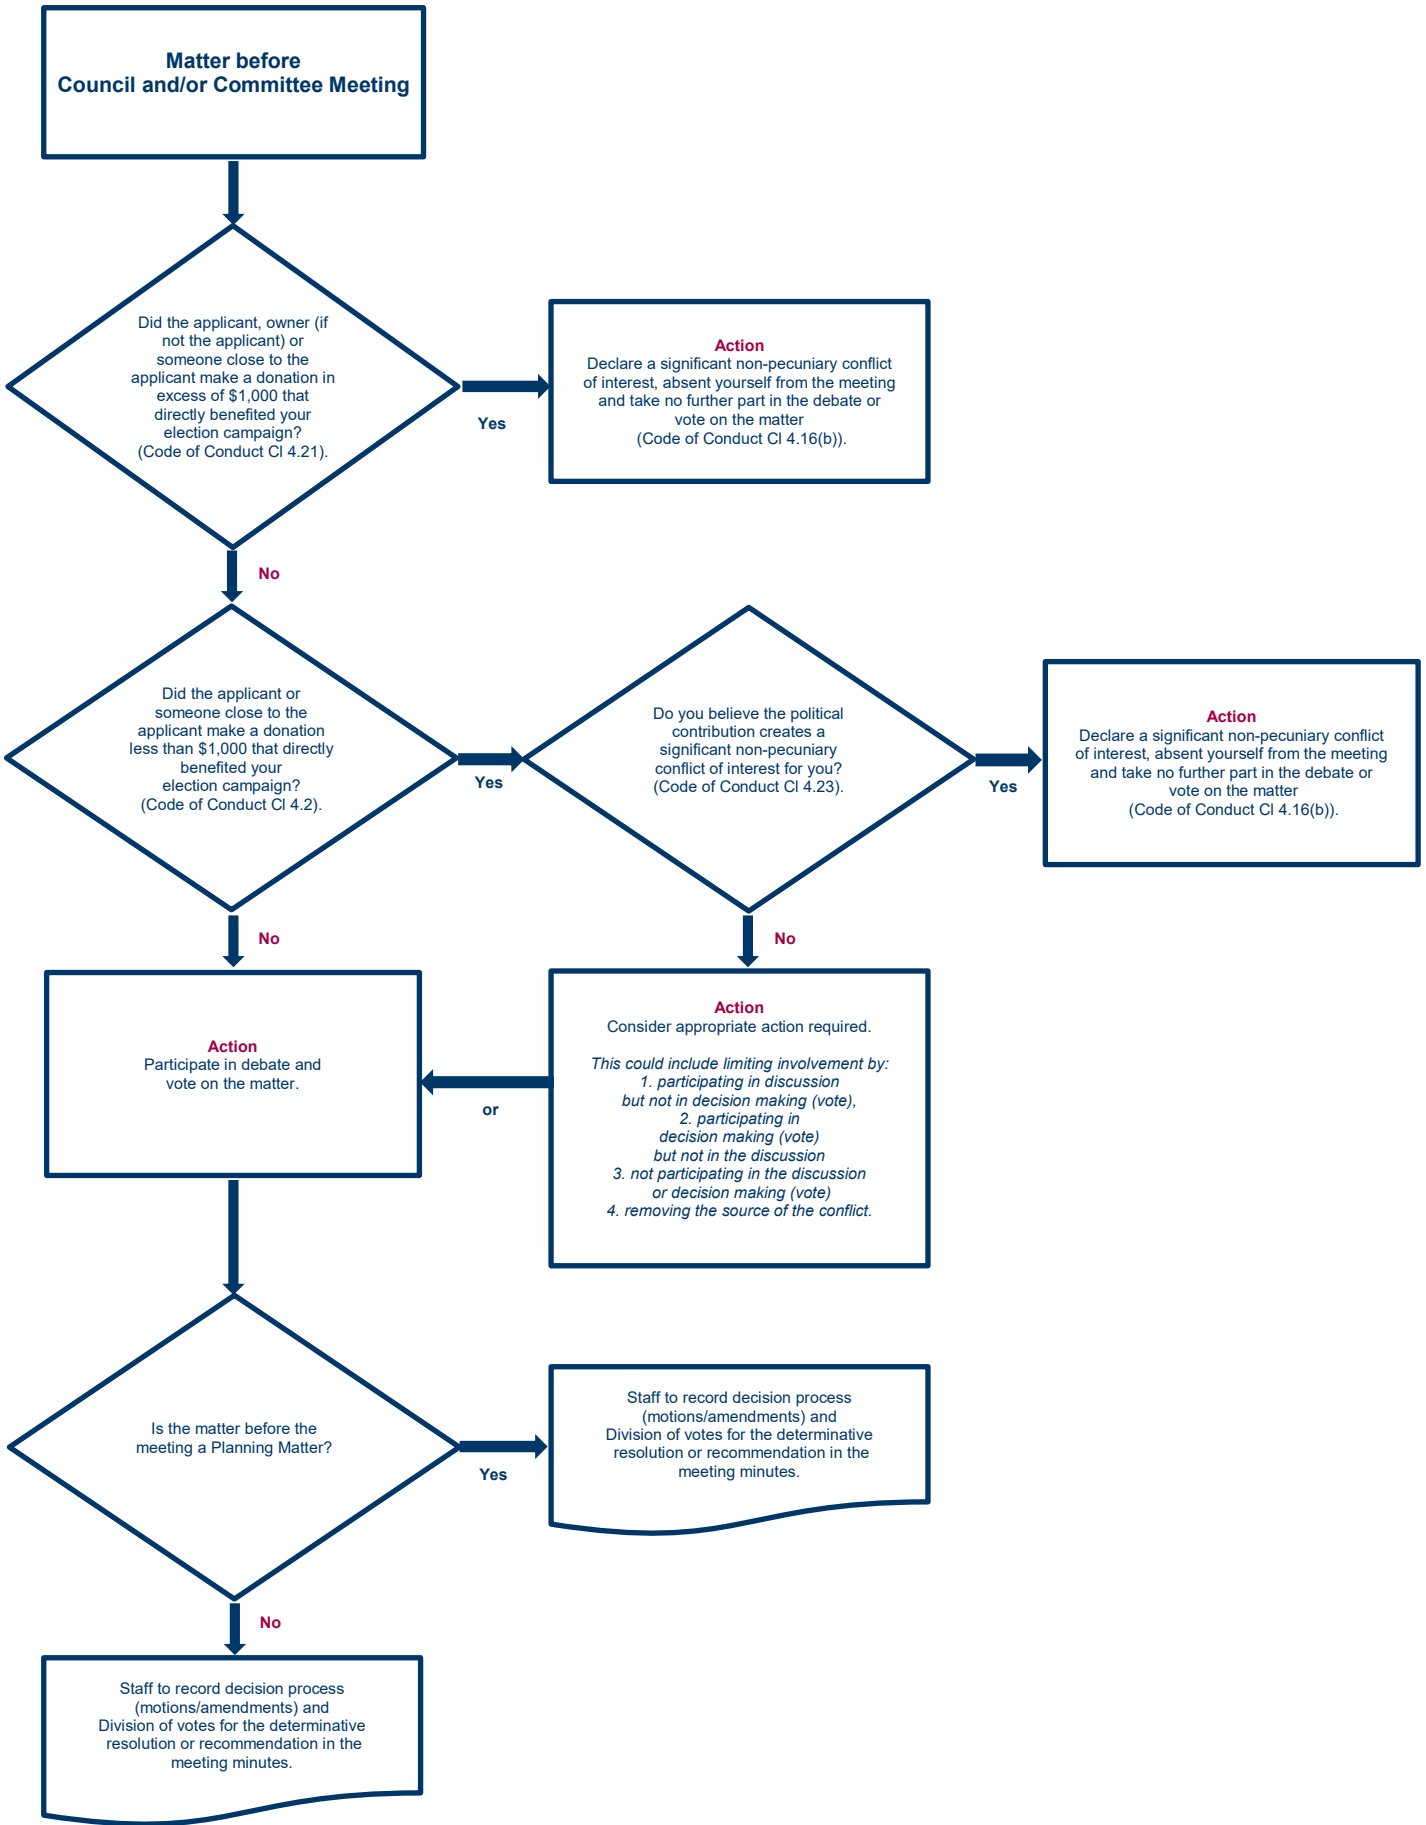 Matter before
Council and/or Committee Meeting
Did the applicant, owner (if
not the applicant) or
someone close to the
applicant make a donation in
excess of $1,000 that
directly benefited your
election campaign?
(Code of Conduct Cl 4.21).
Yes
Action
Declare a significant non-pecuniary conflict
of interest, absent yourself from the meeting
and take no further part in the debate or
vote on the matter
(Code of Conduct Cl 4.16(b)).
No
Did the applicant or
someone close to the
applicant make a donation
less than $1,000 that directly
benefited your
election campaign?
(Code of Conduct Cl 4.2).
Yes
Do you believe the political
contribution creates a
significant non-pecuniary
conflict of interest for you?
(Code of Conduct Cl 4.23).
Yes
Action
Declare a significant non-pecuniary conflict
of interest, absent yourself from the meeting
and take no further part in the debate or
vote on the matter
(Code of Conduct Cl 4.16(b)).
No
No
Action
Participate in debate and
vote on the matter.
or
Action
Consider appropriate action required.
This could include limiting involvement by:
1. participating in discussion
but not in decision making (vote),
2. participating in
decision making (vote)
but not in the discussion
3. not participating in the discussion
or decision making (vote)
4. removing the source of the conflict.
Is the matter before the
meeting a Planning Matter?
Yes
Staff to record decision process
(motions/amendments) and
Division of votes for the determinative
resolution or recommendation in the
meeting minutes.
No
Staff to record decision process
(motions/amendments) and
Division of votes for the determinative
resolution or recommendation in the
meeting minutes.